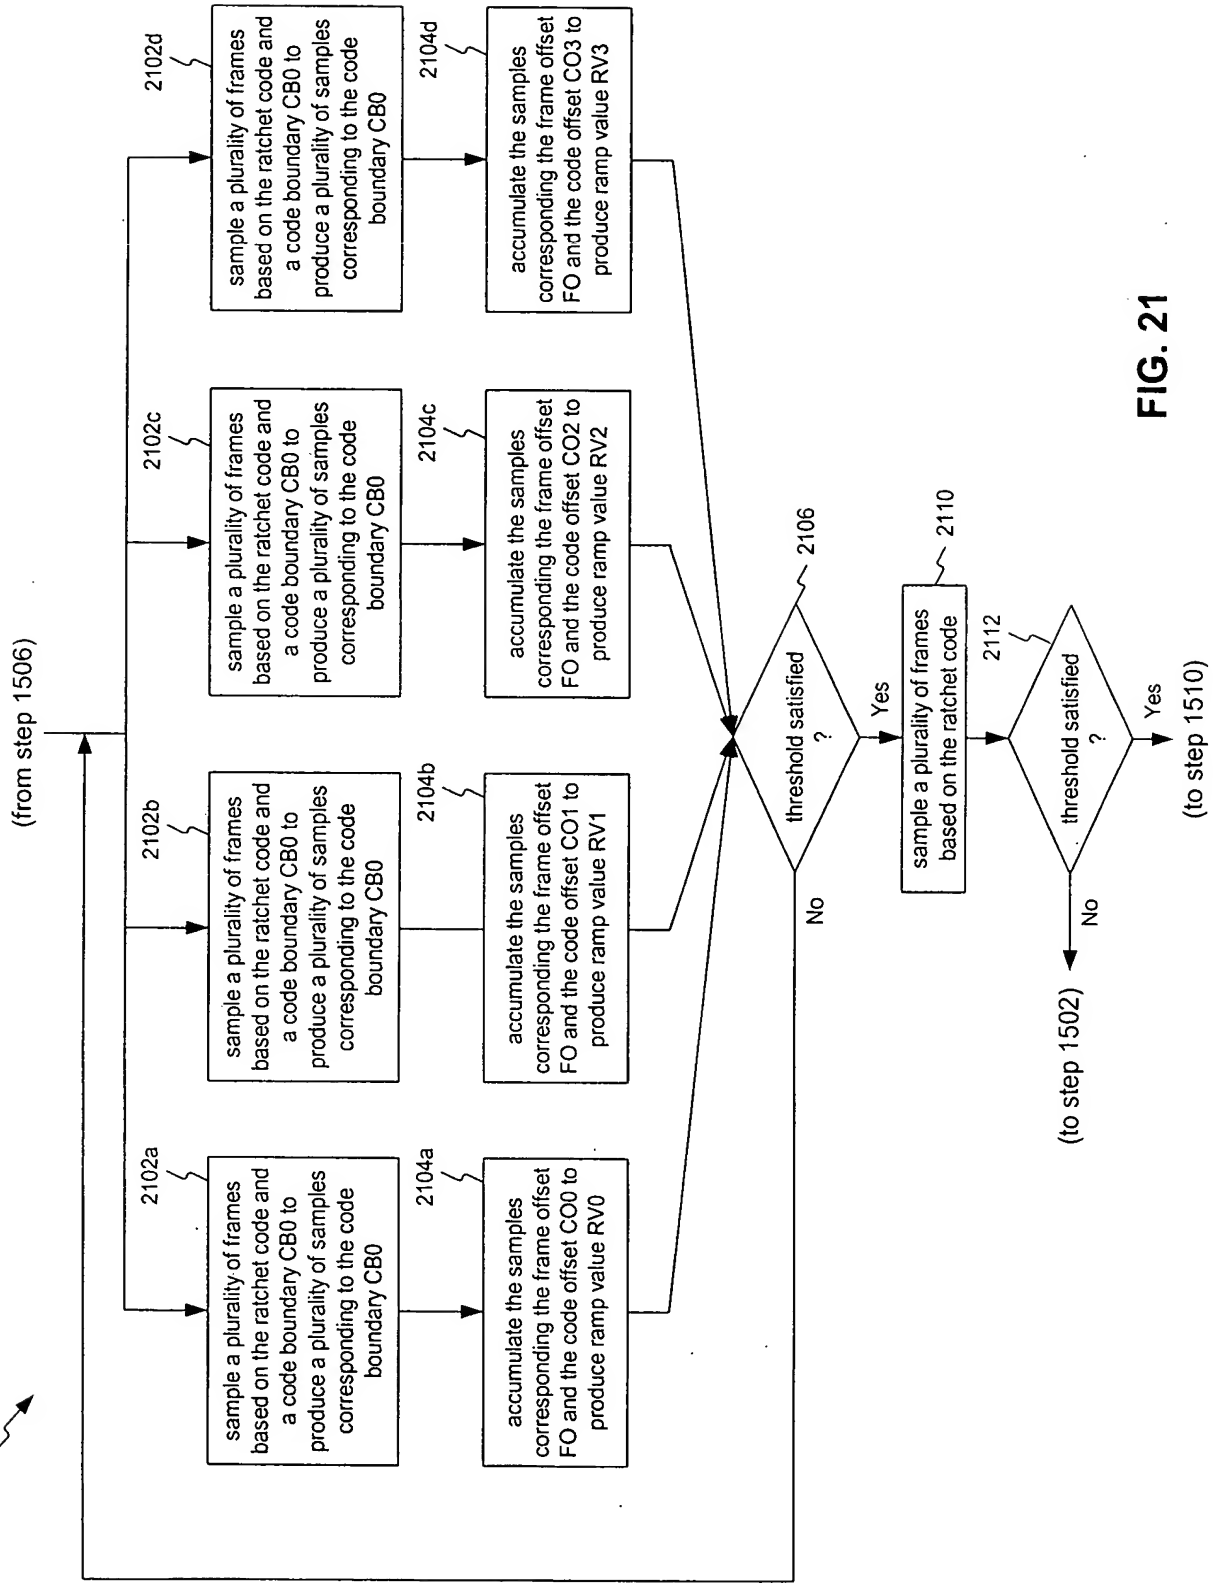 (from step 1506)
2102a
sample a plurality of frames
based on the ratchet code and
a code boundary CB0 to
produce a plurality of samples
corresponding to the code
boundary CB0
2102b
sample a plurality of frames
based on the ratchet code and
a code boundary CB0 to
produce a plurality of samples
corresponding to the code
boundary CB0
2102c
sample a plurality of frames
based on the ratchet code and
a code boundary CB0 to
produce a plurality of samples
corresponding to the code
boundary CB0
2102d
sample a plurality of frames
based on the ratchet code and
a code boundary CB0 to
produce a plurality of samples
corresponding to the code
boundary CB0
2104a
accumulate the samples
corresponding the frame offset
FO and the code offset CO0 to
produce ramp value RV0
2104b
accumulate the samples
corresponding the frame offset
FO and the code offset CO1 to
produce ramp value RV1
2104c
accumulate the samples
corresponding the frame offset
FO and the code offset CO2 to
produce ramp value RV2
2104d
accumulate the samples
corresponding the frame offset
FO and the code offset CO3 to
produce ramp value RV3
2106
threshold satisfied
?
No
Yes
2110
sample a plurality of frames
based on the ratchet code
2112
threshold satisfied
?
No
(to step 1502)
Yes
(to step 1510)
FIG. 21